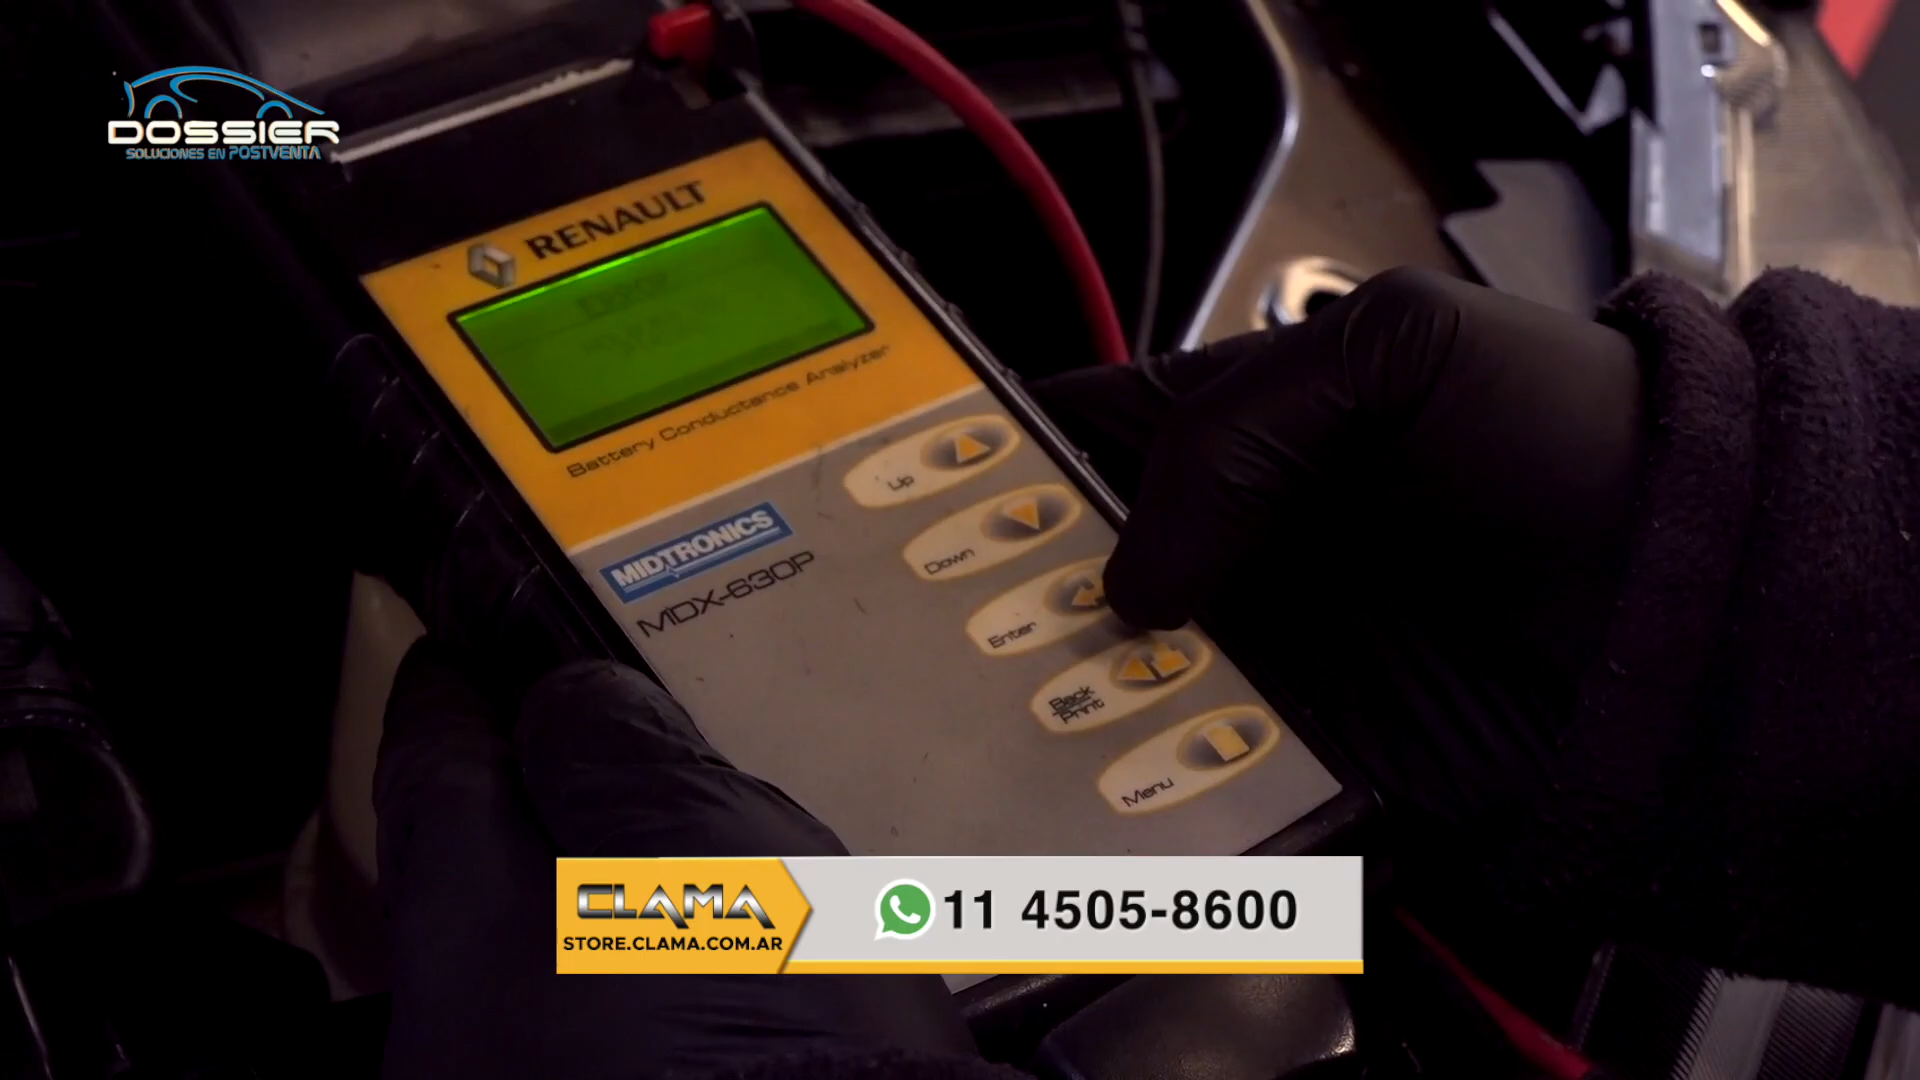 DOSSIER
SOLUCIONES EN POSTVENTA
RENAULT
Battery Conductance Analyzer
MIDTRONICS
MDX-630P
Up
Down
Enter
Back
Print
Menu
CLAMA
STORE.CLAMA.COM.AR
11 4505-8600